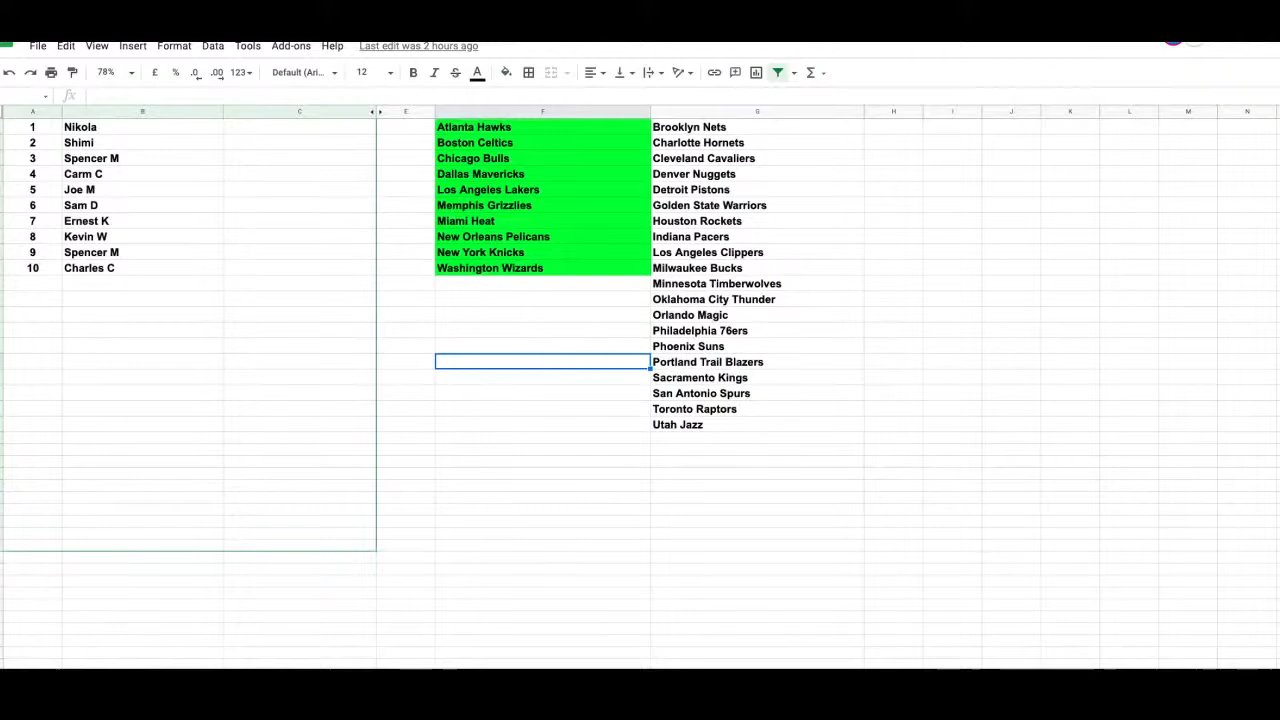 File Edit View Insert Format Data Tools Add-ons Help Last edit was 2 hours ago
78% £ % .0 .00 123 Default (Ari... 12 B I S A Σ
fx
A B C E F G H I J K L M N
1 Nikola Atlanta Hawks Brooklyn Nets
2 Shimi Boston Celtics Charlotte Hornets
3 Spencer M Chicago Bulls Cleveland Cavaliers
4 Carm C Dallas Mavericks Denver Nuggets
5 Joe M Los Angeles Lakers Detroit Pistons
6 Sam D Memphis Grizzlies Golden State Warriors
7 Ernest K Miami Heat Houston Rockets
8 Kevin W New Orleans Pelicans Indiana Pacers
9 Spencer M New York Knicks Los Angeles Clippers
10 Charles C Washington Wizards Milwaukee Bucks
Minnesota Timberwolves
Oklahoma City Thunder
Orlando Magic
Philadelphia 76ers
Phoenix Suns
Portland Trail Blazers
Sacramento Kings
San Antonio Spurs
Toronto Raptors
Utah Jazz